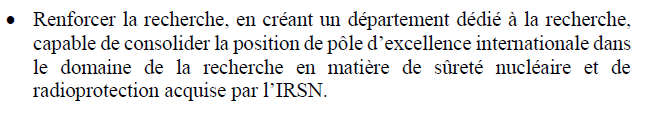 • Renforcer la recherche, en créant un département dédié à la recherche,
capable de consolider la position de pôle d'excellence internationale dans
le domaine de la recherche en matière de sûreté nucléaire et de
radioprotection acquise par l'IRSN.